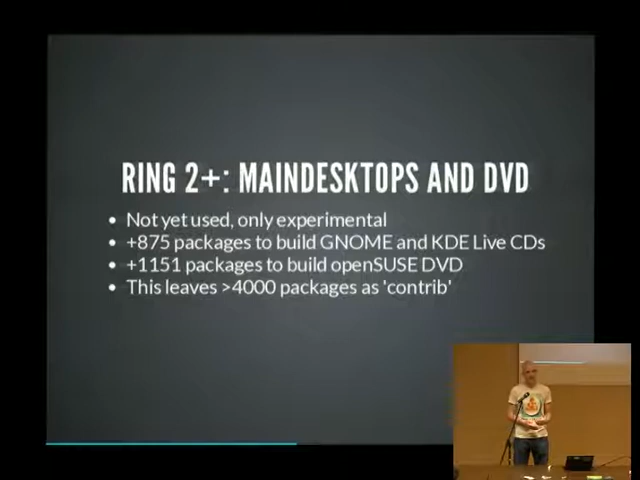 RING 2+: MAINDESKTOPS AND DVD
Not yet used, only experimental
+875 packages to build GNOME and KDE Live CDs
+1151 packages to build openSUSE DVD
This leaves >4000 packages as 'contrib'